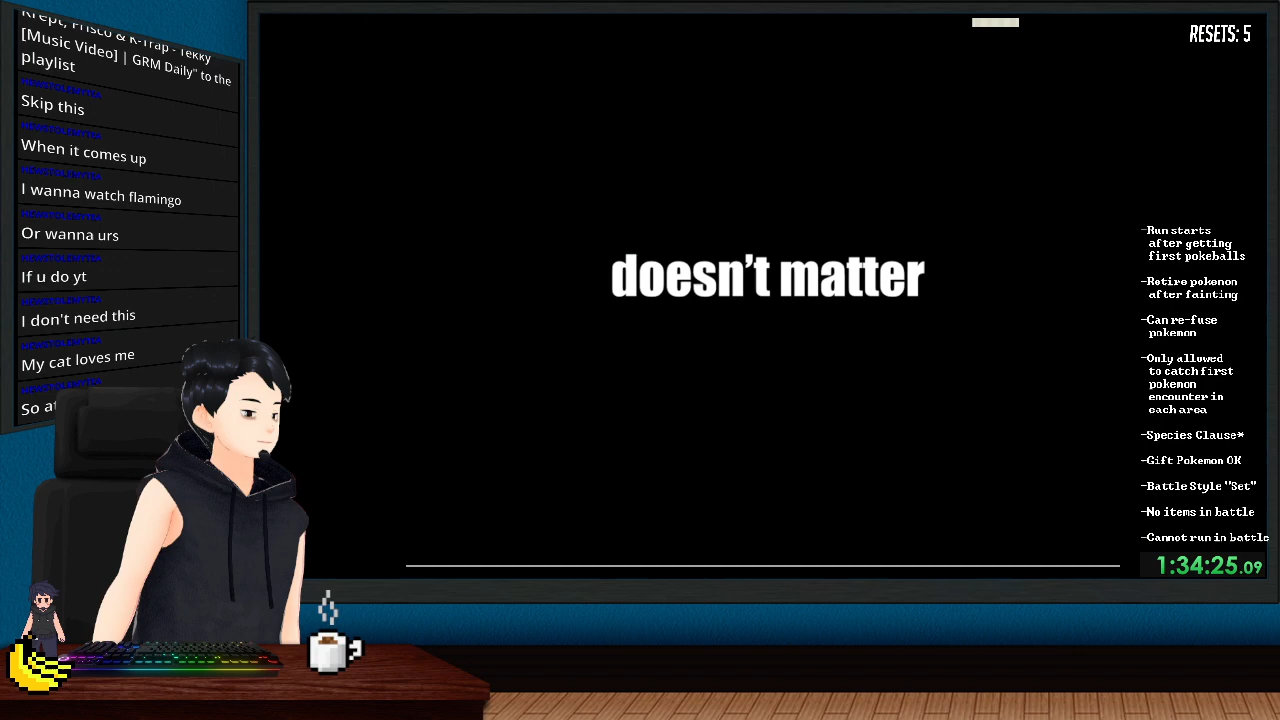 Krept, Frisco & K-Trap - Tekky
[Music Video] | GRM Daily" to the
playlist
Skip this
When it comes up
I wanna watch flamingo
Or wanna urs
If u do yt
I don't need this
My cat loves me
So
doesn't matter
RESETS: 5
-Run starts
after getting
first pokeballs
-Retire pokemon
after fainting
-Can re-fuse
pokemon
-Only allowed
to catch first
pokemon
encounter in
each area
-Species Clause*
-Gift Pokemon OK
-Battle Style "Set"
-No items in battle
-Cannot run in battle
1:34:25.09